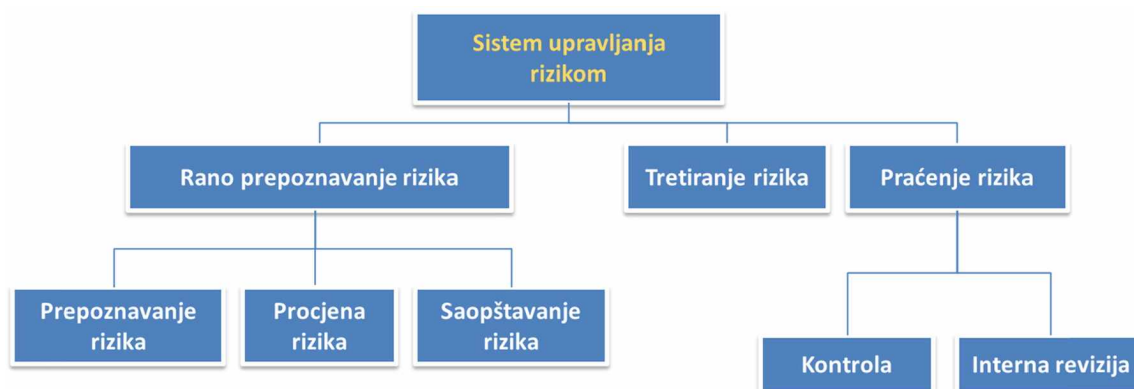 Sistem upravljanja
rizikom
Rano prepoznavanje rizika
Tretiranje rizika
Praćenje rizika
Prepoznavanje
rizika
Procjena
rizika
Saopštavanje
rizika
Kontrola
Interna revizija